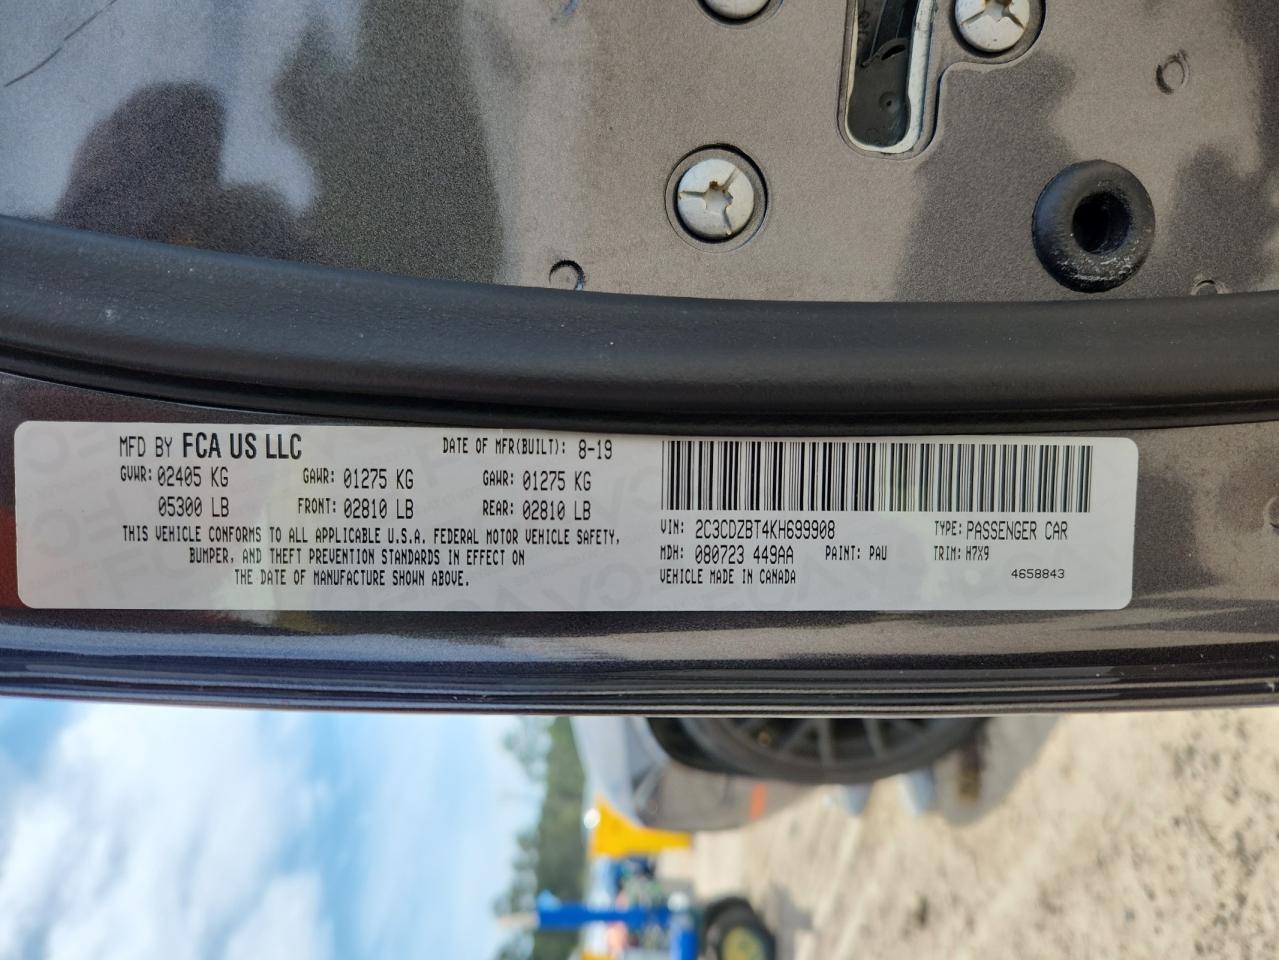 MFD BY FCA US LLC DATE OF MFR(BUILT): 8-19
GVWR: 02405 KG GAWR: 01275 KG GAWR: 01275 KG
05300 LB FRONT: 02810 LB REAR: 02810 LB
THIS VEHICLE CONFORMS TO ALL APPLICABLE U.S.A. FEDERAL MOTOR VEHICLE SAFETY,
BUMPER, AND THEFT PREVENTION STANDARDS IN EFFECT ON
THE DATE OF MANUFACTURE SHOWN ABOVE.
VIN: 2C3CDZBT4KH699908 TYPE: PASSENGER CAR
MDH: 080723 449AA PAINT: PAU TRIM: H7X9
VEHICLE MADE IN CANADA 4658843